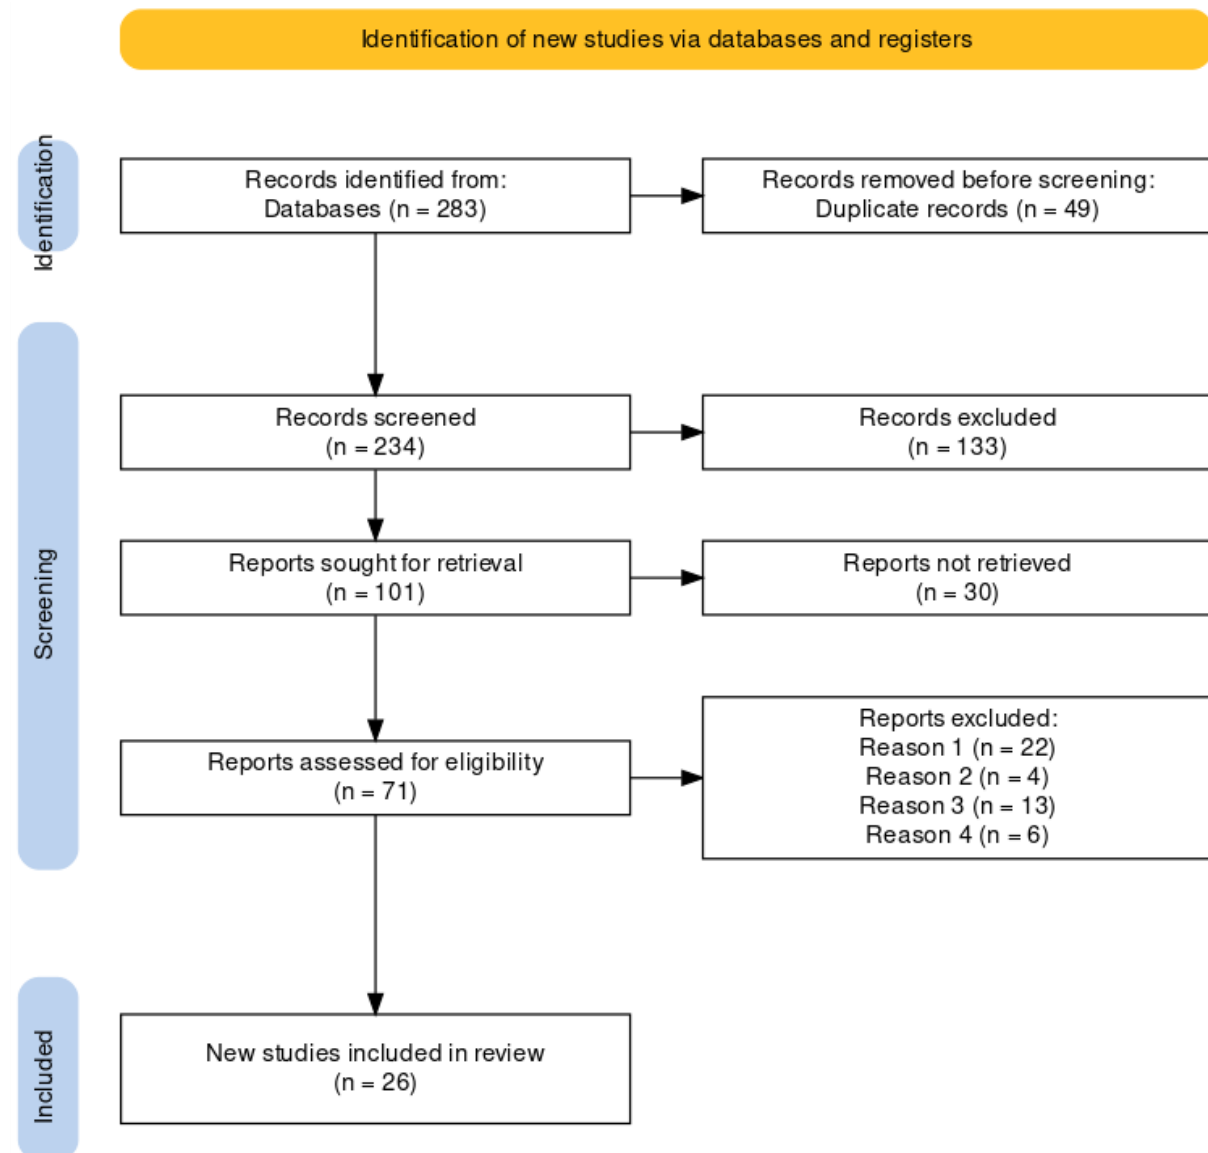 Identification of new studies via databases and registers
Identification
Records identified from:
Databases (n = 283)
Records removed before screening:
Duplicate records (n = 49)
Screening
Records screened
(n = 234)
Records excluded
(n = 133)
Reports sought for retrieval
(n = 101)
Reports not retrieved
(n = 30)
Reports assessed for eligibility
(n = 71)
Reports excluded:
Reason 1 (n = 22)
Reason 2 (n = 4)
Reason 3 (n = 13)
Reason 4 (n = 6)
Included
New studies included in review
(n = 26)